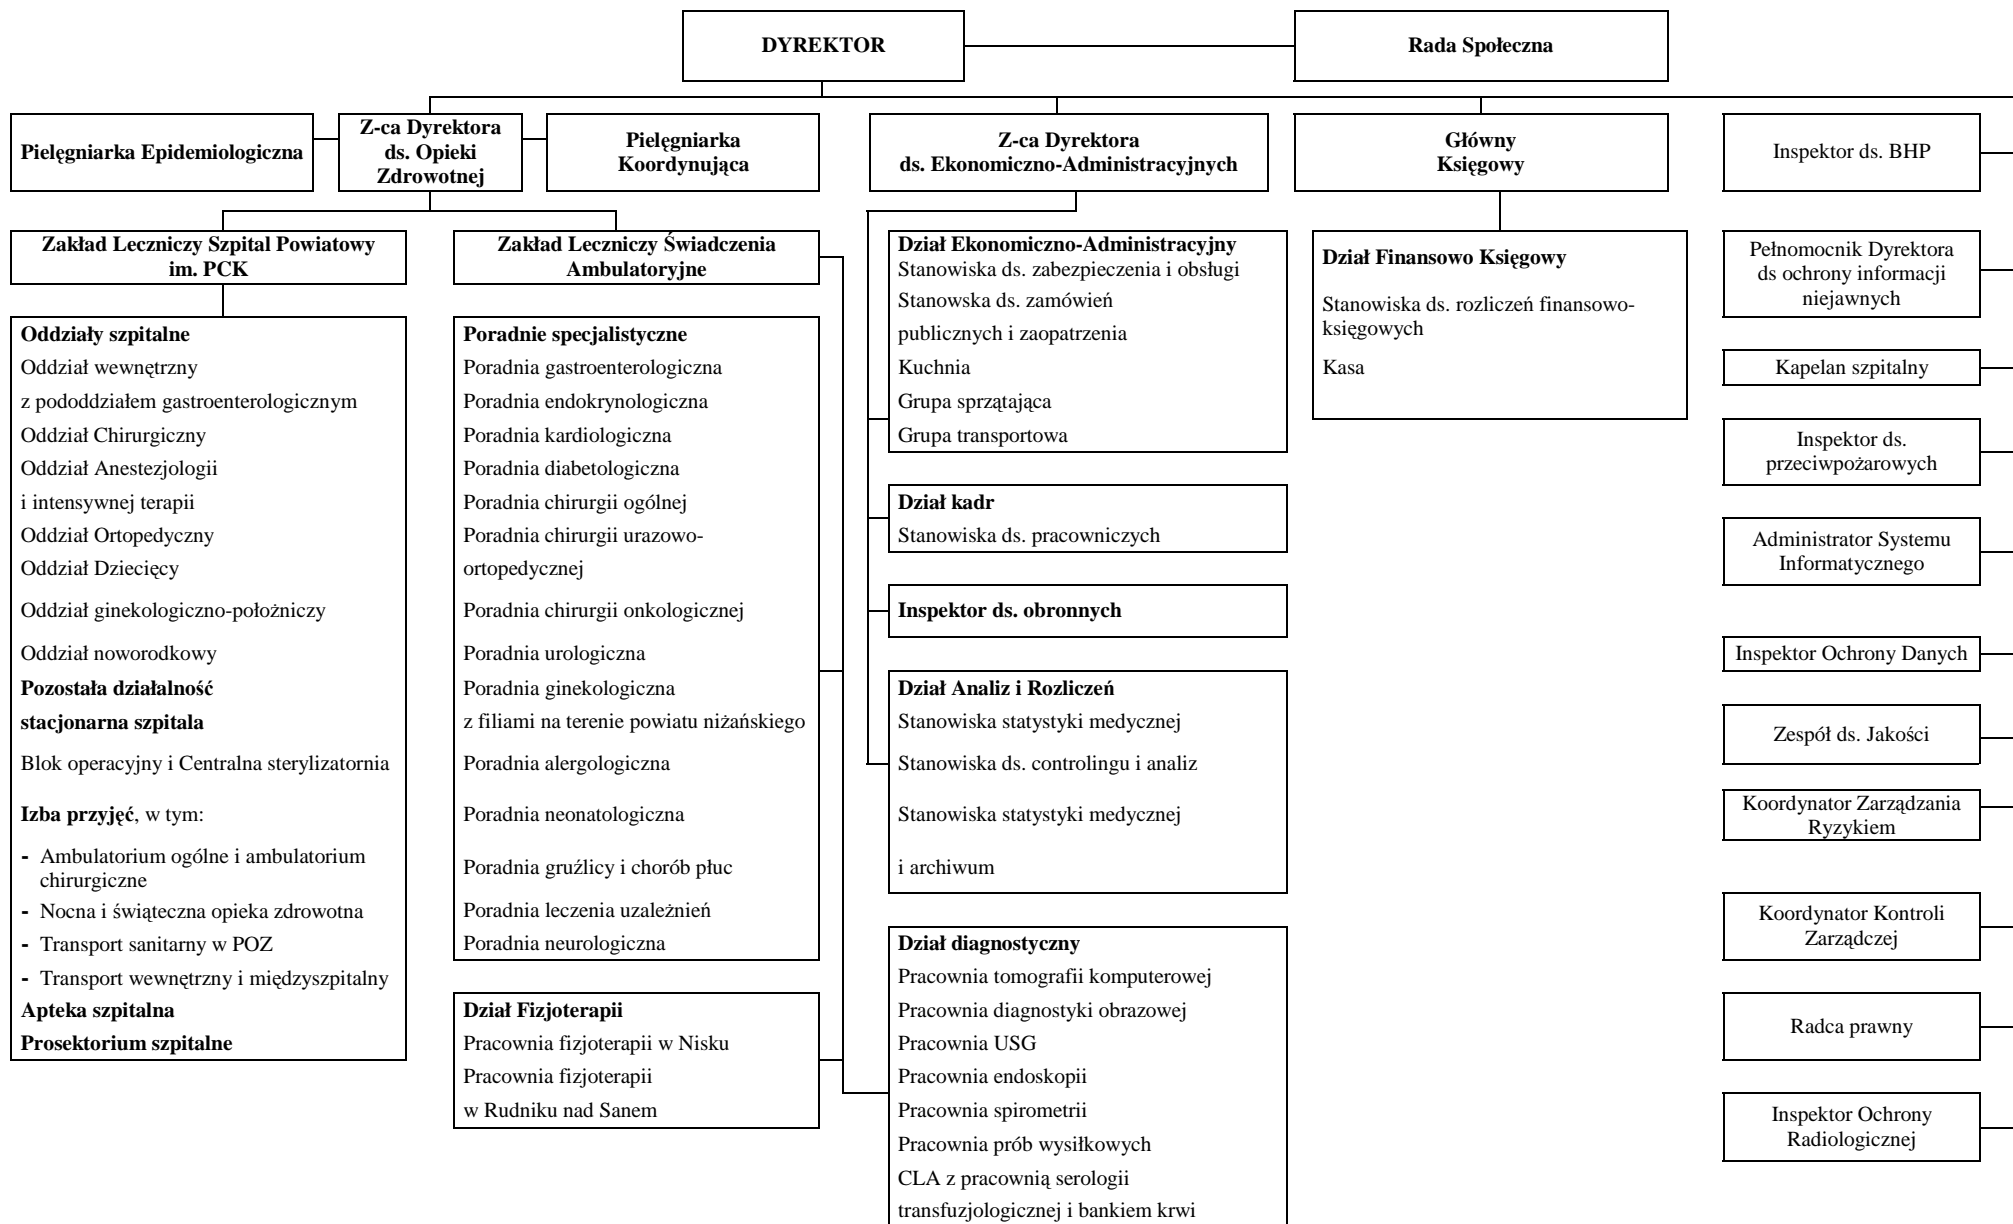 DYREKTOR
Rada Społeczna
Pielęgniarka Epidemiologiczna
Z-ca Dyrektora
ds. Opieki
Zdrowotnej
Pielęgniarka
Koordynująca
Z-ca Dyrektora
ds. Ekonomiczno-Administracyjnych
Główny
Księgowy
Inspektor ds. BHP
Zakład Leczniczy Szpital Powiatowy
im. PCK
Oddziały szpitalne
Oddział wewnętrzny
z pododdziałem gastroenterologicznym
Oddział Chirurgiczny
Oddział Anestezjologii
i intensywnej terapii
Oddział Ortopedyczny
Oddział Dziecięcy
Oddział ginekologiczno-położniczy
Oddział noworodkowy
Pozostała działalność
stacjonarna szpitala
Blok operacyjny i Centralna sterylizatornia
Izba przyjęć, w tym:
- Ambulatorium ogólne i ambulatorium
chirurgiczne
- Nocna i świąteczna opieka zdrowotna
- Transport sanitarny w POZ
- Transport wewnętrzny i międzyszpitalny
Apteka szpitalna
Prosektorium szpitalne
Zakład Leczniczy Świadczenia
Ambulatoryjne
Poradnie specjalistyczne
Poradnia gastroenterologiczna
Poradnia endokrynologiczna
Poradnia kardiologiczna
Poradnia diabetologiczna
Poradnia chirurgii ogólnej
Poradnia chirurgii urazowo-
ortopedycznej
Poradnia chirurgii onkologicznej
Poradnia urologiczna
Poradnia ginekologiczna
z filiami na terenie powiatu niżańskiego
Poradnia alergologiczna
Poradnia neonatologiczna
Poradnia gruźlicy i chorób płuc
Poradnia leczenia uzależnień
Poradnia neurologiczna
Dział Fizjoterapii
Pracownia fizjoterapii w Nisku
Pracownia fizjoterapii
w Rudniku nad Sanem
Dział Ekonomiczno-Administracyjny
Stanowiska ds. zabezpieczenia i obsługi
Stanowska ds. zamówień
publicznych i zaopatrzenia
Kuchnia
Grupa sprzątająca
Grupa transportowa
Dział kadr
Stanowiska ds. pracowniczych
Inspektor ds. obronnych
Dział Analiz i Rozliczeń
Stanowiska statystyki medycznej
Stanowiska ds. controlingu i analiz
Stanowiska statystyki medycznej
i archiwum
Dział diagnostyczny
Pracownia tomografii komputerowej
Pracownia diagnostyki obrazowej
Pracownia USG
Pracownia endoskopii
Pracownia spirometrii
Pracownia prób wysiłkowych
CLA z pracownią serologii
transfuzjologicznej i bankiem krwi
Dział Finansowo Księgowy
Stanowiska ds. rozliczeń finansowo-
księgowych
Kasa
Pełnomocnik Dyrektora
ds ochrony informacji
niejawnych
Kapelan szpitalny
Inspektor ds.
przeciwpożarowych
Administrator Systemu
Informatycznego
Inspektor Ochrony Danych
Zespół ds. Jakości
Koordynator Zarządzania
Ryzykiem
Koordynator Kontroli
Zarządczej
Radca prawny
Inspektor Ochrony
Radiologicznej